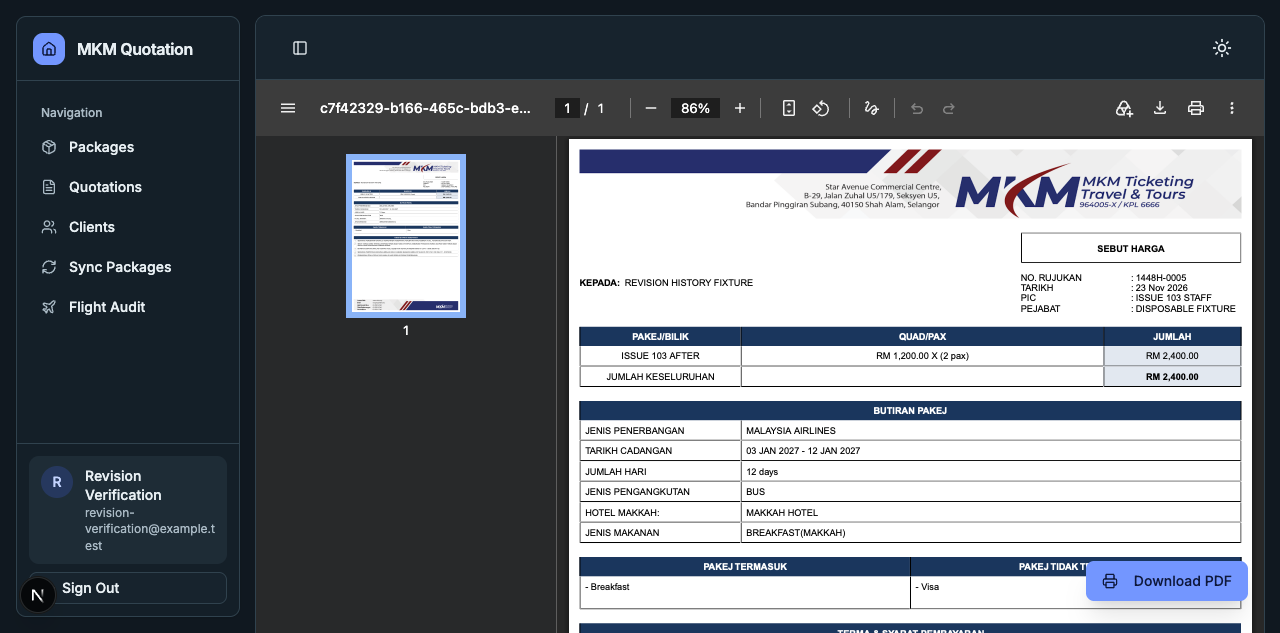 MKM Quotation
Navigation
Packages
Quotations
Clients
Sync Packages
Flight Audit
R
Revision
Verification
revision-
verification@example.t
est
N
Sign Out
c7f42329-b166-465c-bdb3-e...
1 / 1
86%
1
Star Avenue Commercial Centre,
B-29, Jalan Zuhal U5/179, Seksyen U5,
Bandar Pinggiran Subang, 40150 Shah Alam, Selangor
MKM
MKM Ticketing
Travel & Tours
964005-X / KPL 6666
SEBUT HARGA
KEPADA: REVISION HISTORY FIXTURE
NO. RUJUKAN : 1448H-0005
TARIKH : 23 Nov 2026
PIC : ISSUE 103 STAFF
PEJABAT : DISPOSABLE FIXTURE
PAKEJ/BILIK QUAD/PAX JUMLAH
ISSUE 103 AFTER RM 1,200.00 X (2 pax) RM 2,400.00
JUMLAH KESELURUHAN RM 2,400.00
BUTIRAN PAKEJ
JENIS PENERBANGAN MALAYSIA AIRLINES
TARIKH CADANGAN 03 JAN 2027 - 12 JAN 2027
JUMLAH HARI 12 days
JENIS PENGANGKUTAN BUS
HOTEL MAKKAH: MAKKAH HOTEL
JENIS MAKANAN BREAKFAST(MAKKAH)
PAKEJ TERMASUK PAKEJ TIDAK
- Breakfast - Visa
Download PDF
TERMA & SYARAT PEMBAYARAN